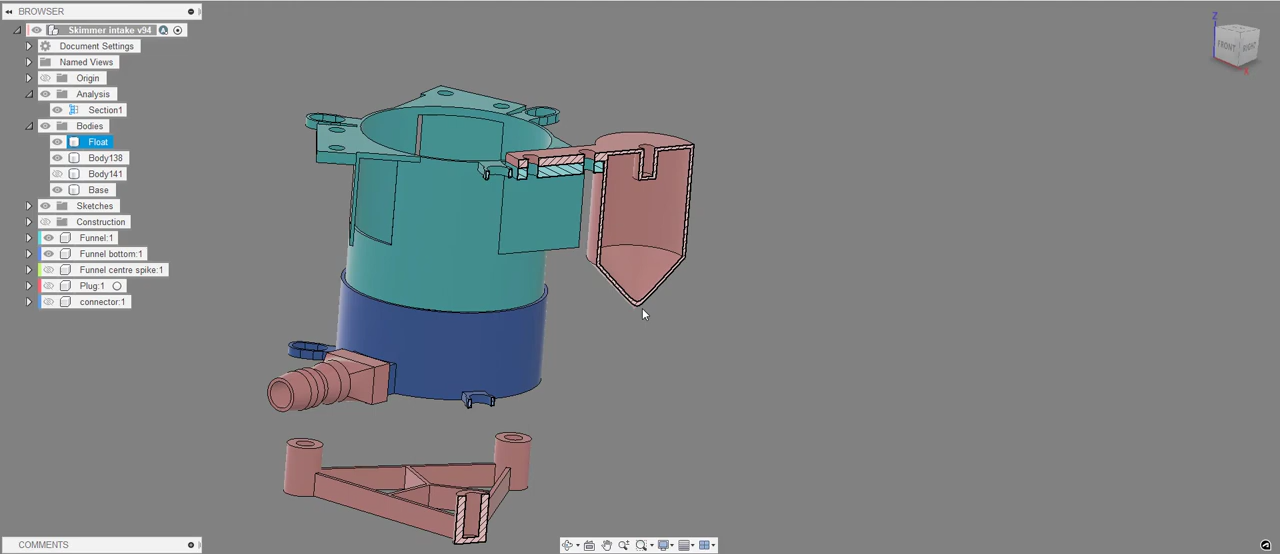 BROWSER
Skimmer intake v94
Document Settings
Named Views
Origin
Analysis
Section1
Bodies
Float
Body138
Body141
Base
Sketches
Construction
Funnel:1
Funnel bottom:1
Funnel centre spike:1
Plug:1
connector:1
COMMENTS
Z
FRONT
RIGHT
X